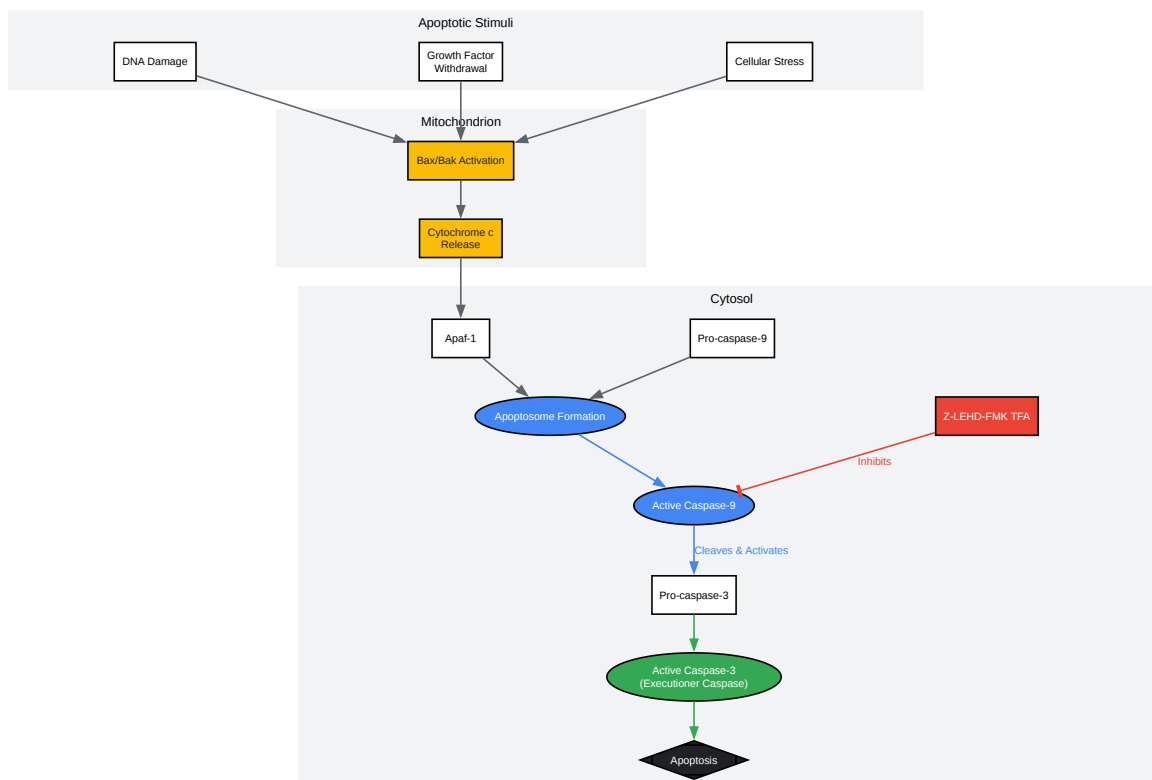 Apoptotic Stimuli
DNA Damage
Growth Factor
Withdrawal
Cellular Stress
Mitochondrion
Bax/Bak Activation
Cytochrome c
Release
Cytosol
Apaf-1
Pro-caspase-9
Apoptosome Formation
Z-LEHD-FMK TFA
Inhibits
Active Caspase-9
Cleaves & Activates
Pro-caspase-3
Active Caspase-3
(Executioner Caspase)
Apoptosis